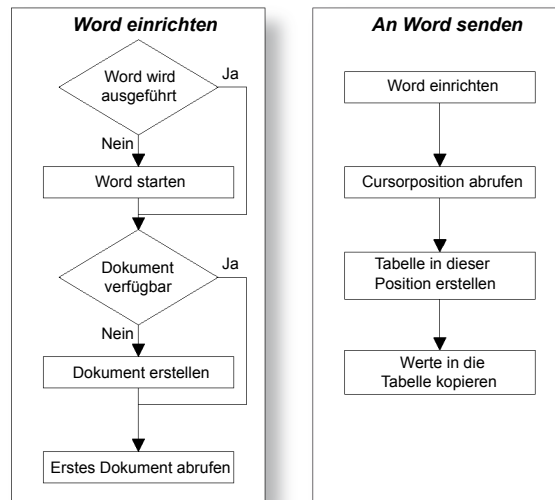 Word einrichten
Word wird
ausgeführt
Ja
Nein
Word starten
Dokument
verfügbar
Ja
Nein
Dokument erstellen
Erstes Dokument abrufen
An Word senden
Word einrichten
Cursorposition abrufen
Tabelle in dieser
Position erstellen
Werte in die
Tabelle kopieren